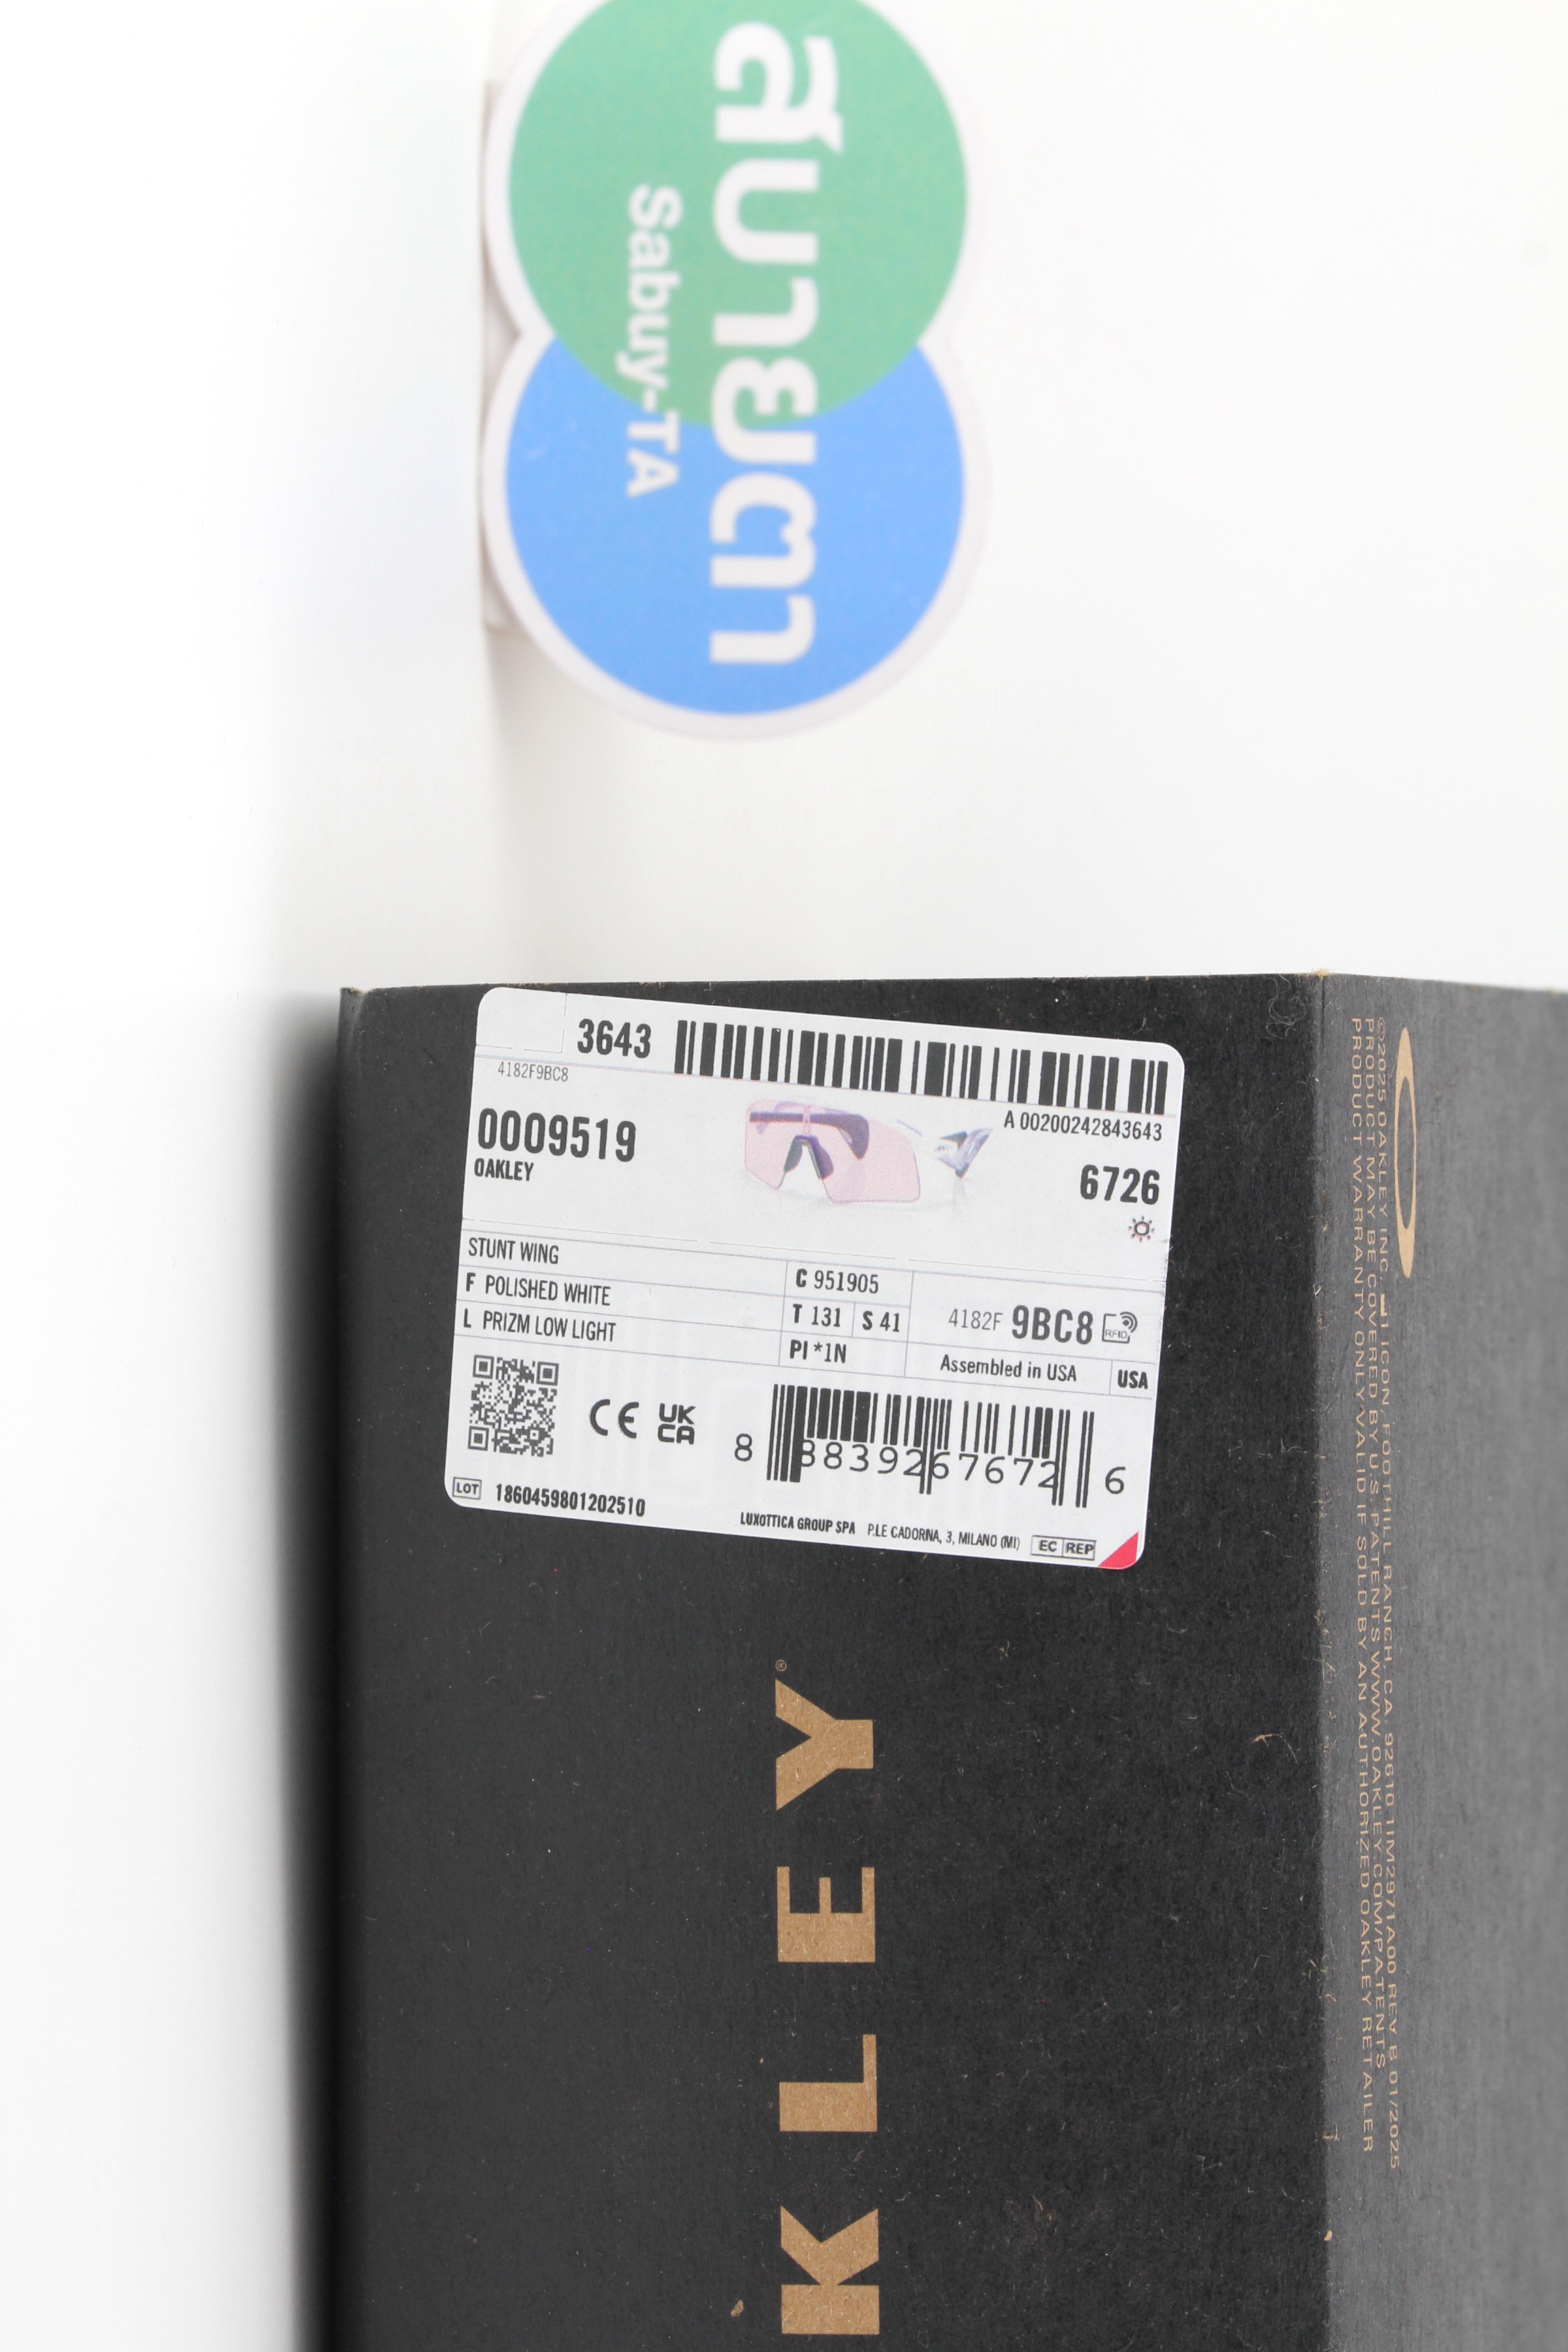 สบายตา
Sabuy-TA
3643
4182F9BC8
A 00200242843643
0009519
OAKLEY
6726
STUNT WING
F POLISHED WHITE
L PRIZM LOW LIGHT
C 951905
T 131 S 41
PI *1N
4182F 9BC8 RFID
Assembled in USA USA
CE UK CA
8 88392 67672 6
LOT 1860459801202510
LUXOTTICA GROUP SPA P.LE CADORNA, 3, MILANO (MI) EC REP
KLEY®
©2025 OAKLEY INC. 1 ICON, FOOTHILL RANCH, CA. 92610 11M2971A00 REV B 01/2025
PRODUCT MAY BE COVERED BY U.S. PATENTS WWW.OAKLEY.COM/PATENTS
PRODUCT WARRANTY ONLY VALID IF SOLD BY AN AUTHORIZED OAKLEY RETAILER